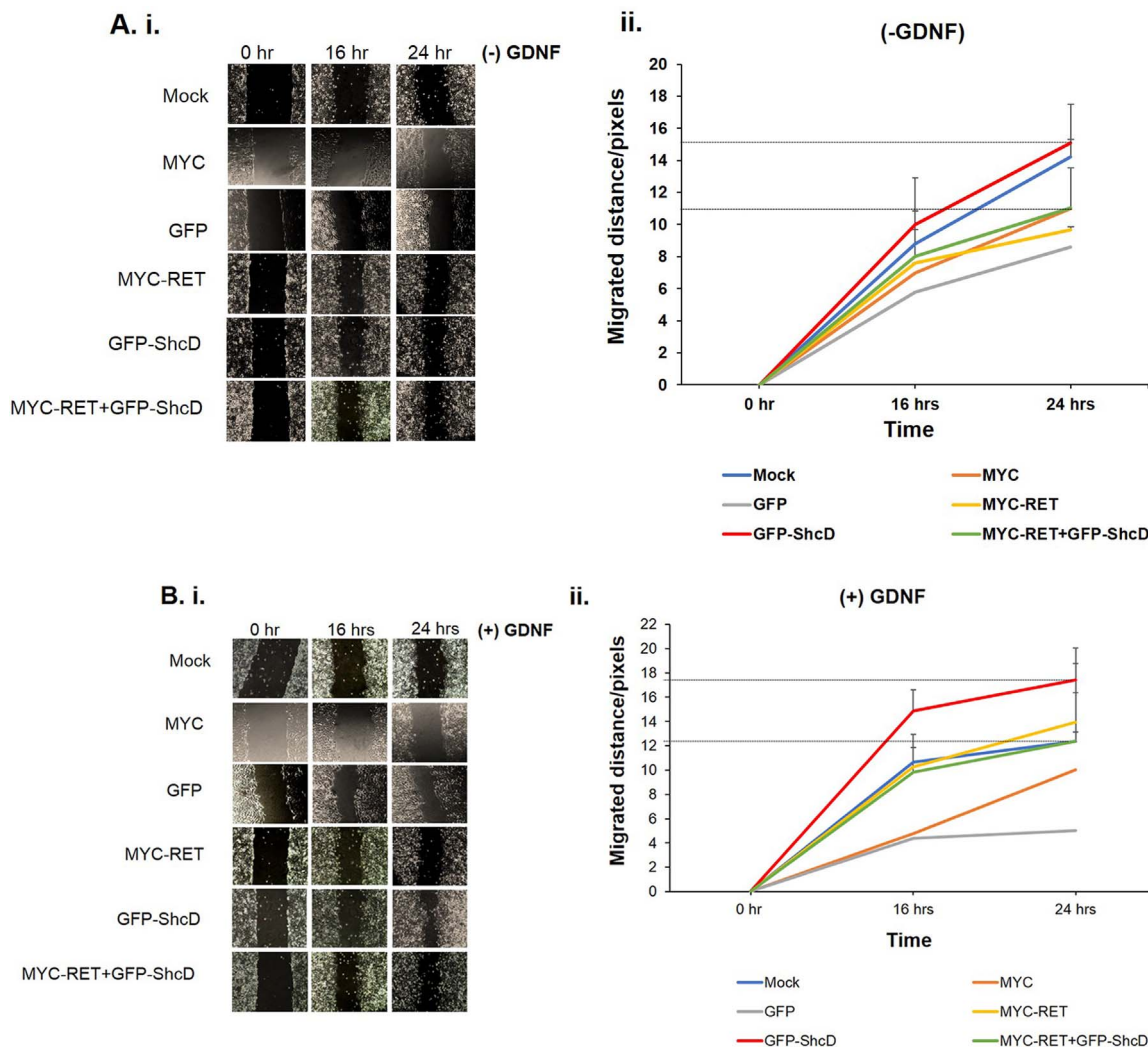 A. i.
0 hr 16 hr 24 hr (-) GDNF
Mock
MYC
GFP
MYC-RET
GFP-ShcD
MYC-RET+GFP-ShcD
ii.
(-GDNF)
Migrated distance/pixels
20
18
16
14
12
10
8
6
4
2
0
0 hr 16 hrs 24 hrs
Time
Mock MYC
GFP MYC-RET
GFP-ShcD MYC-RET+GFP-ShcD
B. i.
0 hr 16 hrs 24 hrs (+) GDNF
Mock
MYC
GFP
MYC-RET
GFP-ShcD
MYC-RET+GFP-ShcD
ii.
(+) GDNF
Migrated distance/pixels
22
20
18
16
14
12
10
8
6
4
2
0
0 hr 16 hrs 24 hrs
Time
Mock MYC
GFP MYC-RET
GFP-ShcD MYC-RET+GFP-ShcD